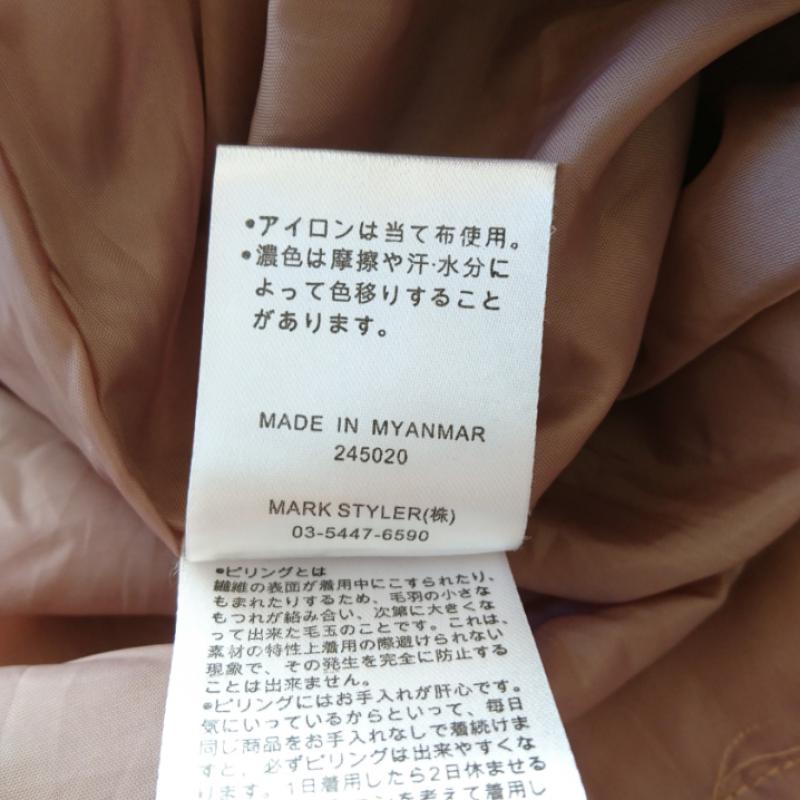 •アイロンは当て布使用。
•濃色は摩擦や汗·水分に
よって色移りすること
があります。
MADE IN MYANMAR
245020
MARK STYLER(株)
03-5447-6590
•ピリングとは
繊維の表面が着用中にこすられたり、
もまれたりするため、毛羽の小さな
もつれが絡み合い、次第に大きくな
って出来た毛玉のことです。これは、
素材の特性上着用の際避けられない
現象で、その発生を完全に防止する
ことは出来ません。
•ピリングにはお手入れが肝心です。
気にいっているからといって、毎日
同じ商品をお手入れなしで着続けま
すと、必ずピリングは出来やすくな
ります。1日着用したら2日休ませる
を考えて着用し